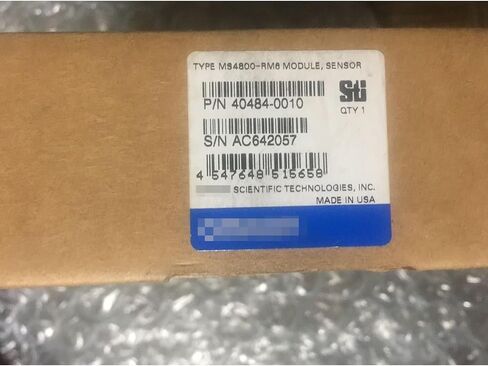 TYPE MS4800-RM6 MODULE, SENSOR
P/N 40484-0010
Sti
QTY 1
S/N AC642057
4 547648 515658
SCIENTIFIC TECHNOLOGIES, INC.
MADE IN USA